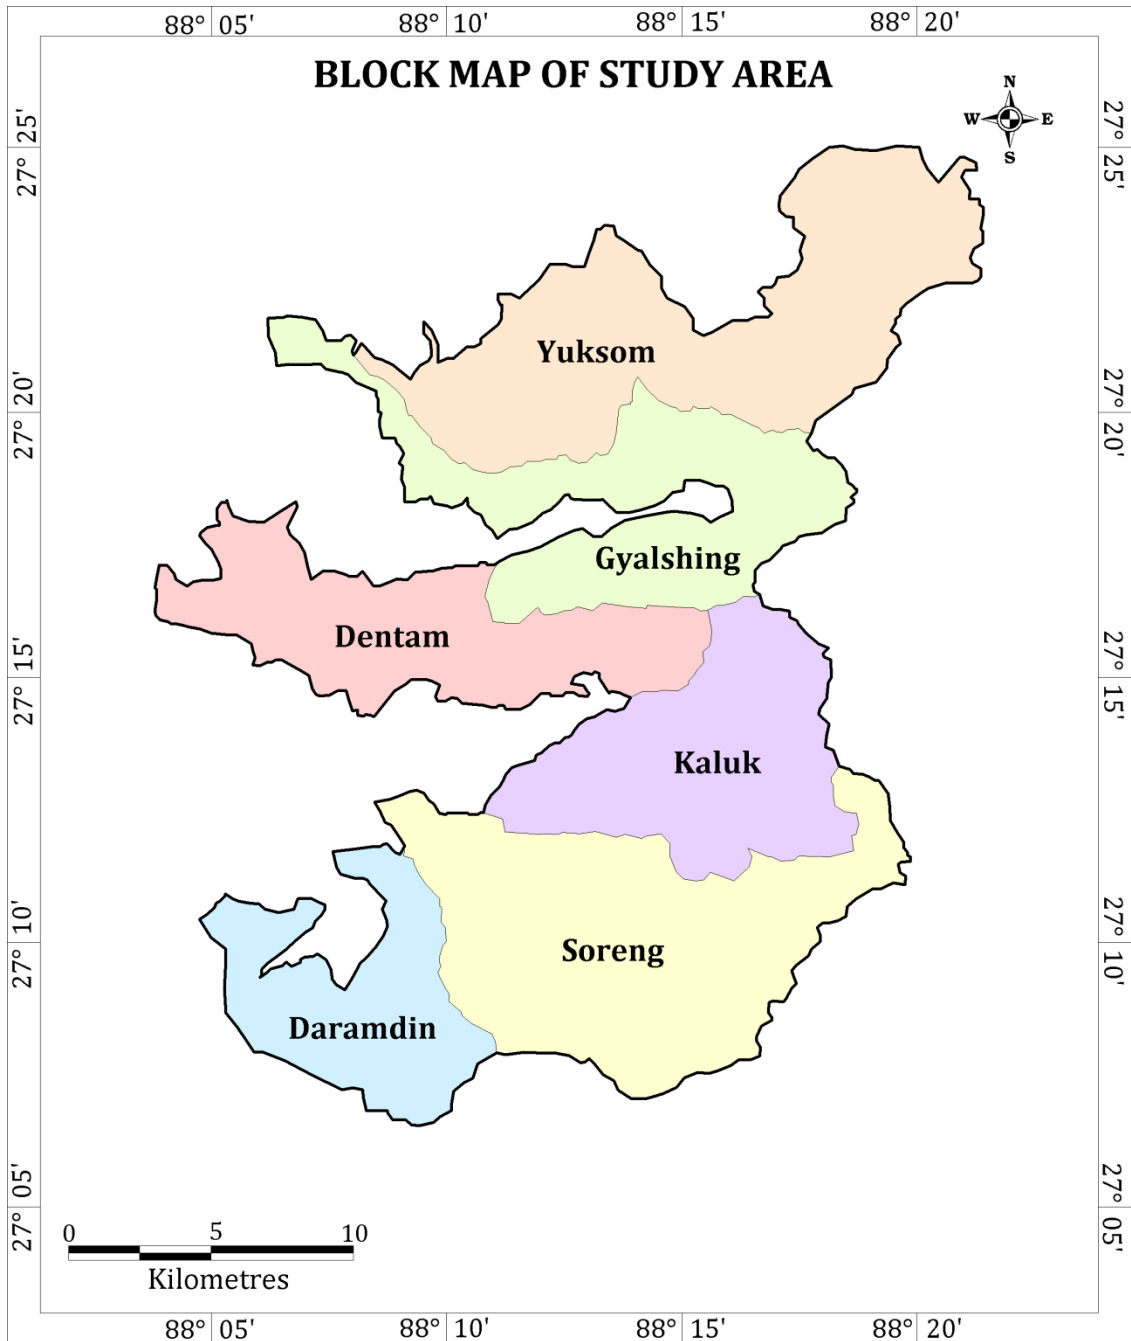 88° 05' 88° 10' 88° 15' 88° 20'
BLOCK MAP OF STUDY AREA
N
W E
S
27° 25' 27° 25'
Yuksom
27° 20' 27° 20'
Gyalshing
Dentam
27° 15' 27° 15'
Kaluk
Soreng
27° 10' 27° 10'
Daramdin
27° 05' 27° 05'
0 5 10
Kilometres
88° 05' 88° 10' 88° 15' 88° 20'